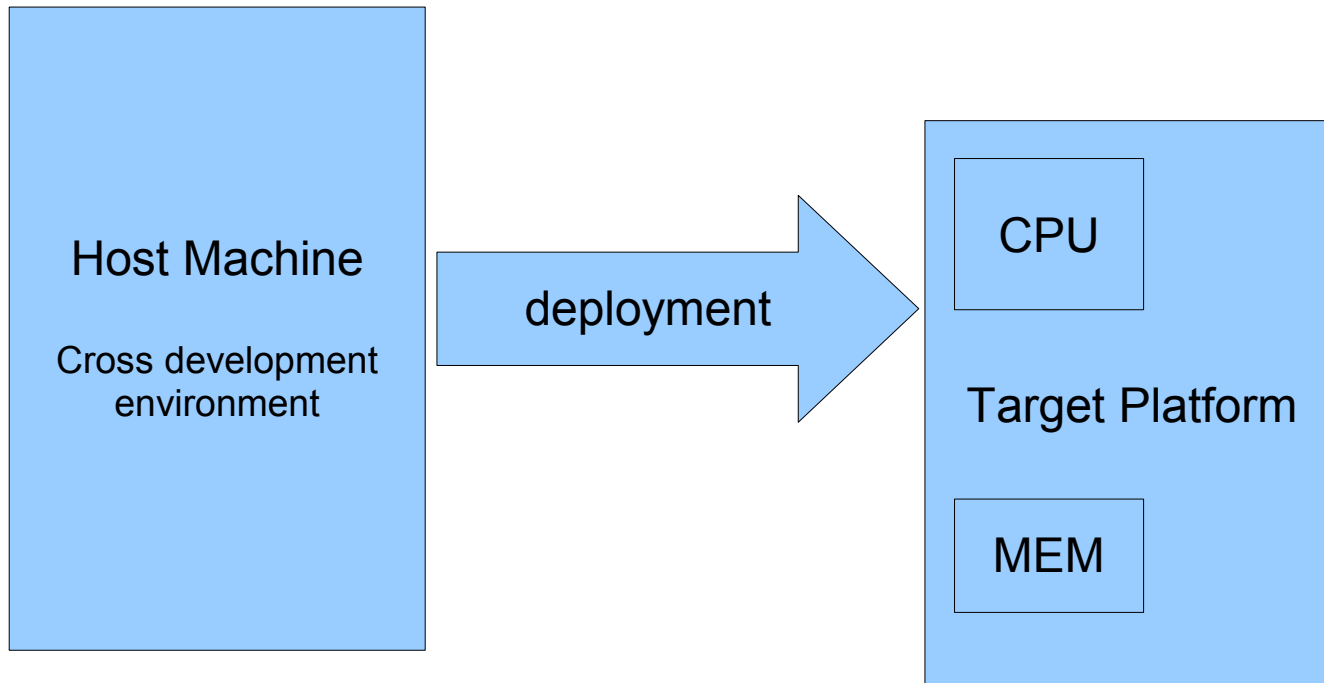 Host Machine
Cross development
environment
deployment
CPU
Target Platform
MEM